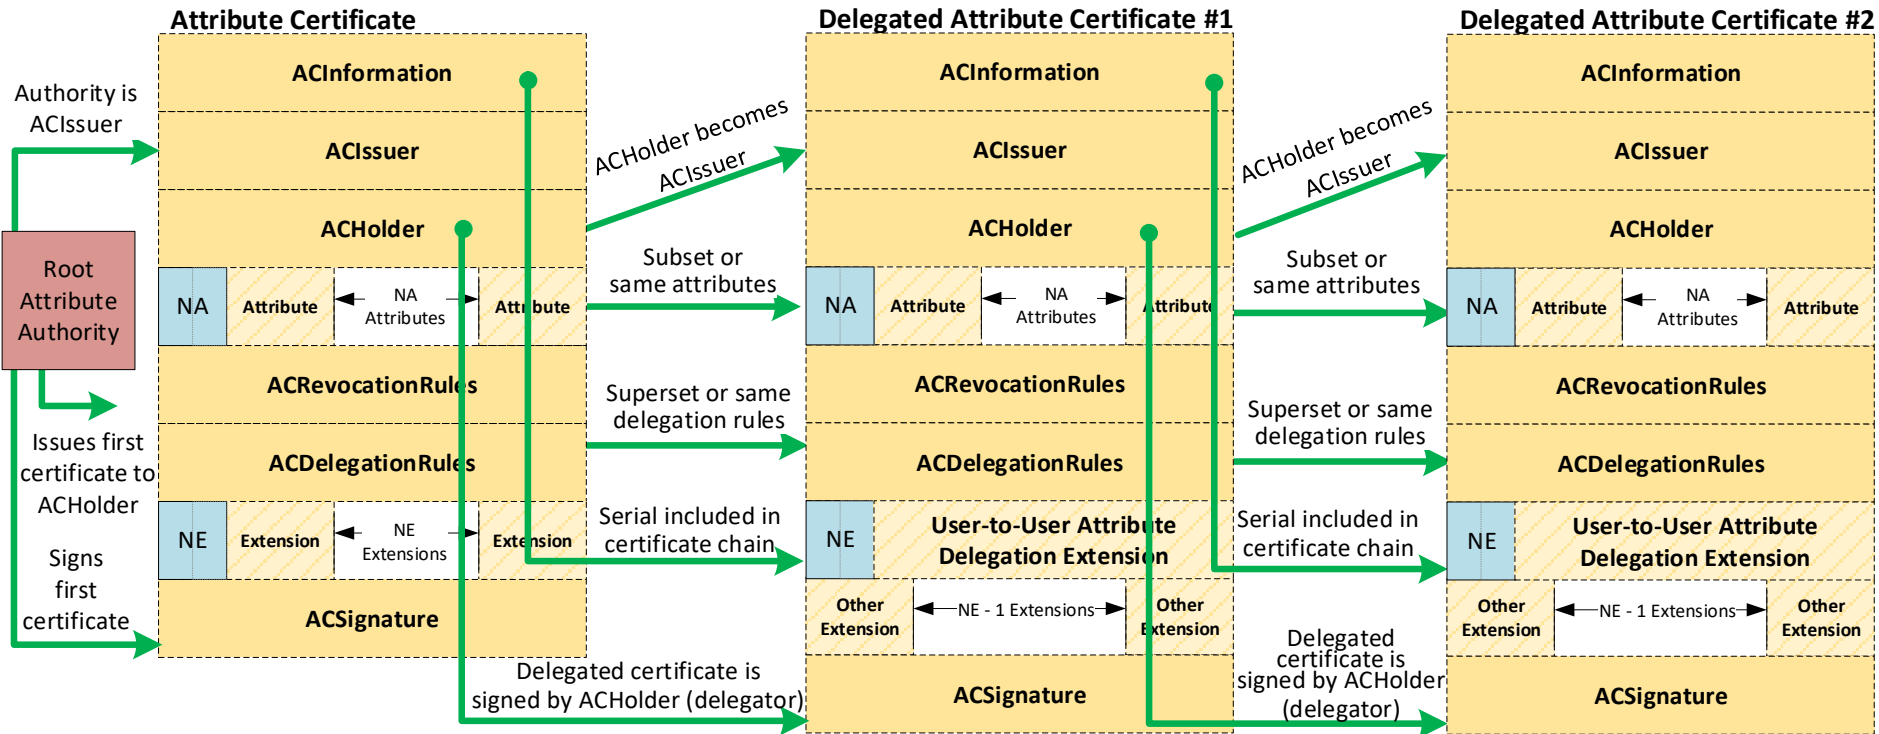 Attribute Certificate
Delegated Attribute Certificate #1
Delegated Attribute Certificate #2
Authority is
ACIssuer
Root
Attribute
Authority
Issues first
certificate to
ACHolder
Signs
first
certificate
ACInformation
ACIssuer
ACHolder
NA
Attribute
NA
Attributes
Attribute
ACRevocationRules
ACDelegationRules
NE
Extension
NE
Extensions
Extension
ACSignature
ACHolder becomes
ACIssuer
Subset or
same attributes
Superset or same
delegation rules
Serial included in
certificate chain
Delegated certificate is
signed by ACHolder (delegator)
ACInformation
ACIssuer
ACHolder
NA
Attribute
NA
Attributes
Attribute
ACRevocationRules
ACDelegationRules
NE
User-to-User Attribute
Delegation Extension
Other
Extension
NE - 1 Extensions
Other
Extension
ACSignature
ACHolder becomes
ACIssuer
Subset or
same attributes
Superset or same
delegation rules
Serial included in
certificate chain
Delegated
certificate is
signed by ACHolder
(delegator)
ACInformation
ACIssuer
ACHolder
NA
Attribute
NA
Attributes
Attribute
ACRevocationRules
ACDelegationRules
NE
User-to-User Attribute
Delegation Extension
Other
Extension
NE - 1 Extensions
Other
Extension
ACSignature